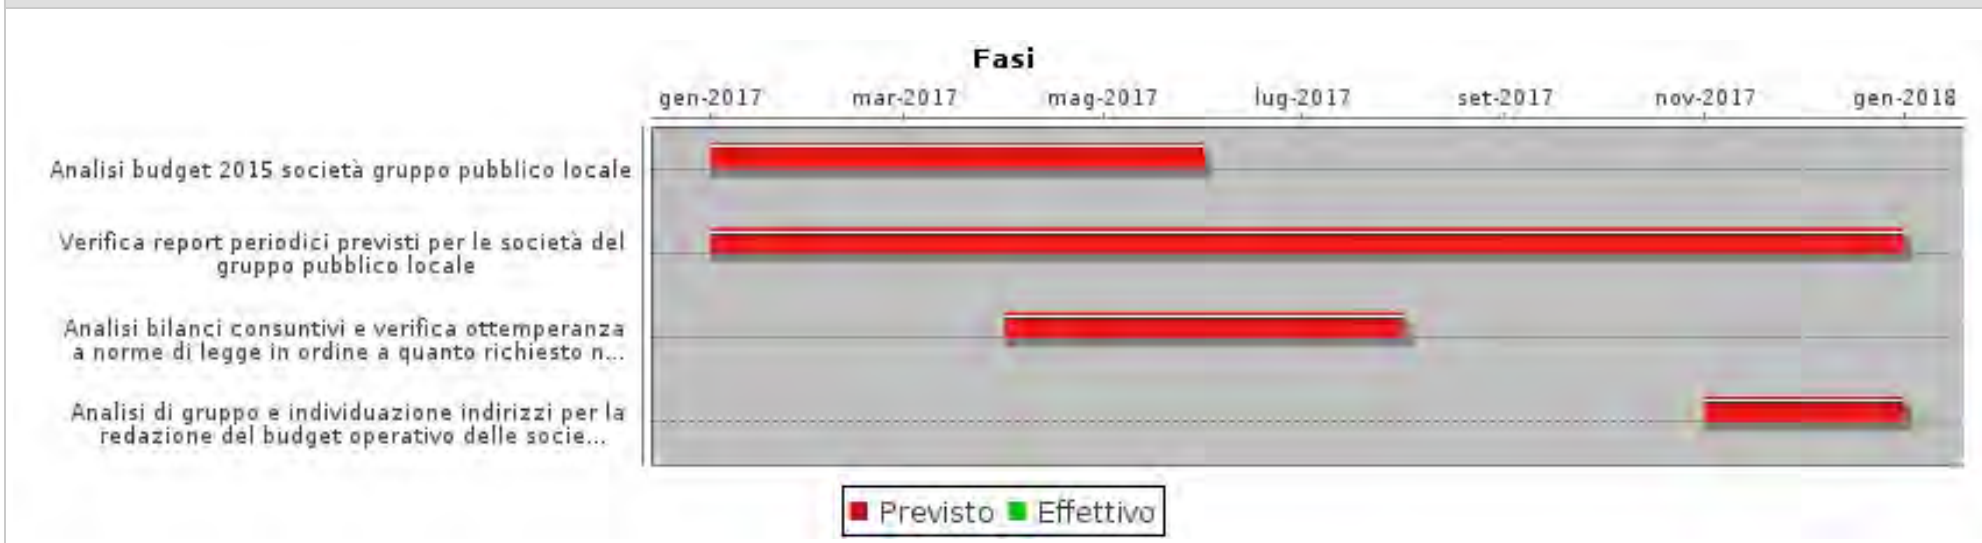 Fasi
gen-2017 mar-2017 mag-2017 lug-2017 set-2017 nov-2017 gen-2018
Analisi budget 2015 società gruppo pubblico locale
Verifica report periodici previsti per le società del
gruppo pubblico locale
Analisi bilanci consuntivi e verifica ottemperanza
a norme di legge in ordine a quanto richiesto n...
Analisi di gruppo e individuazione indirizzi per la
redazione del budget operativo delle socie...
Previsto Effettivo